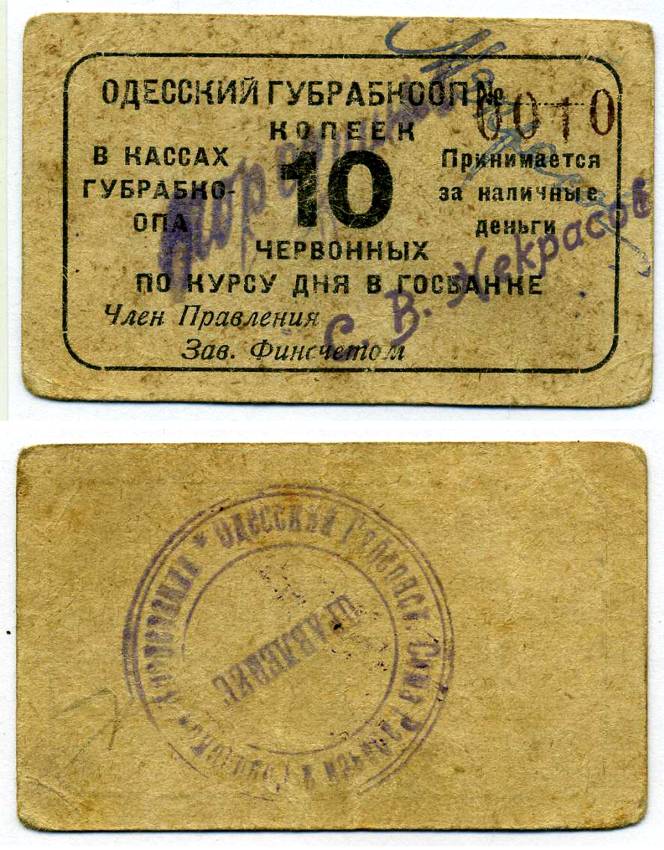 ОДЕССКИЙ ГУБРАБКООП № 0010
КОПЕЕК
В КАССАХ
ГУБРАБКО-
ОПА
10
Принимается
за наличные
деньги
ЧЕРВОННЫХ
ПО КУРСУ ДНЯ В ГОСБАНКЕ
Член Правления
Зав. Финсчетом
С. В. Некрасов
* ОДЕССКИЙ
ПРАВЛЕНИЕ